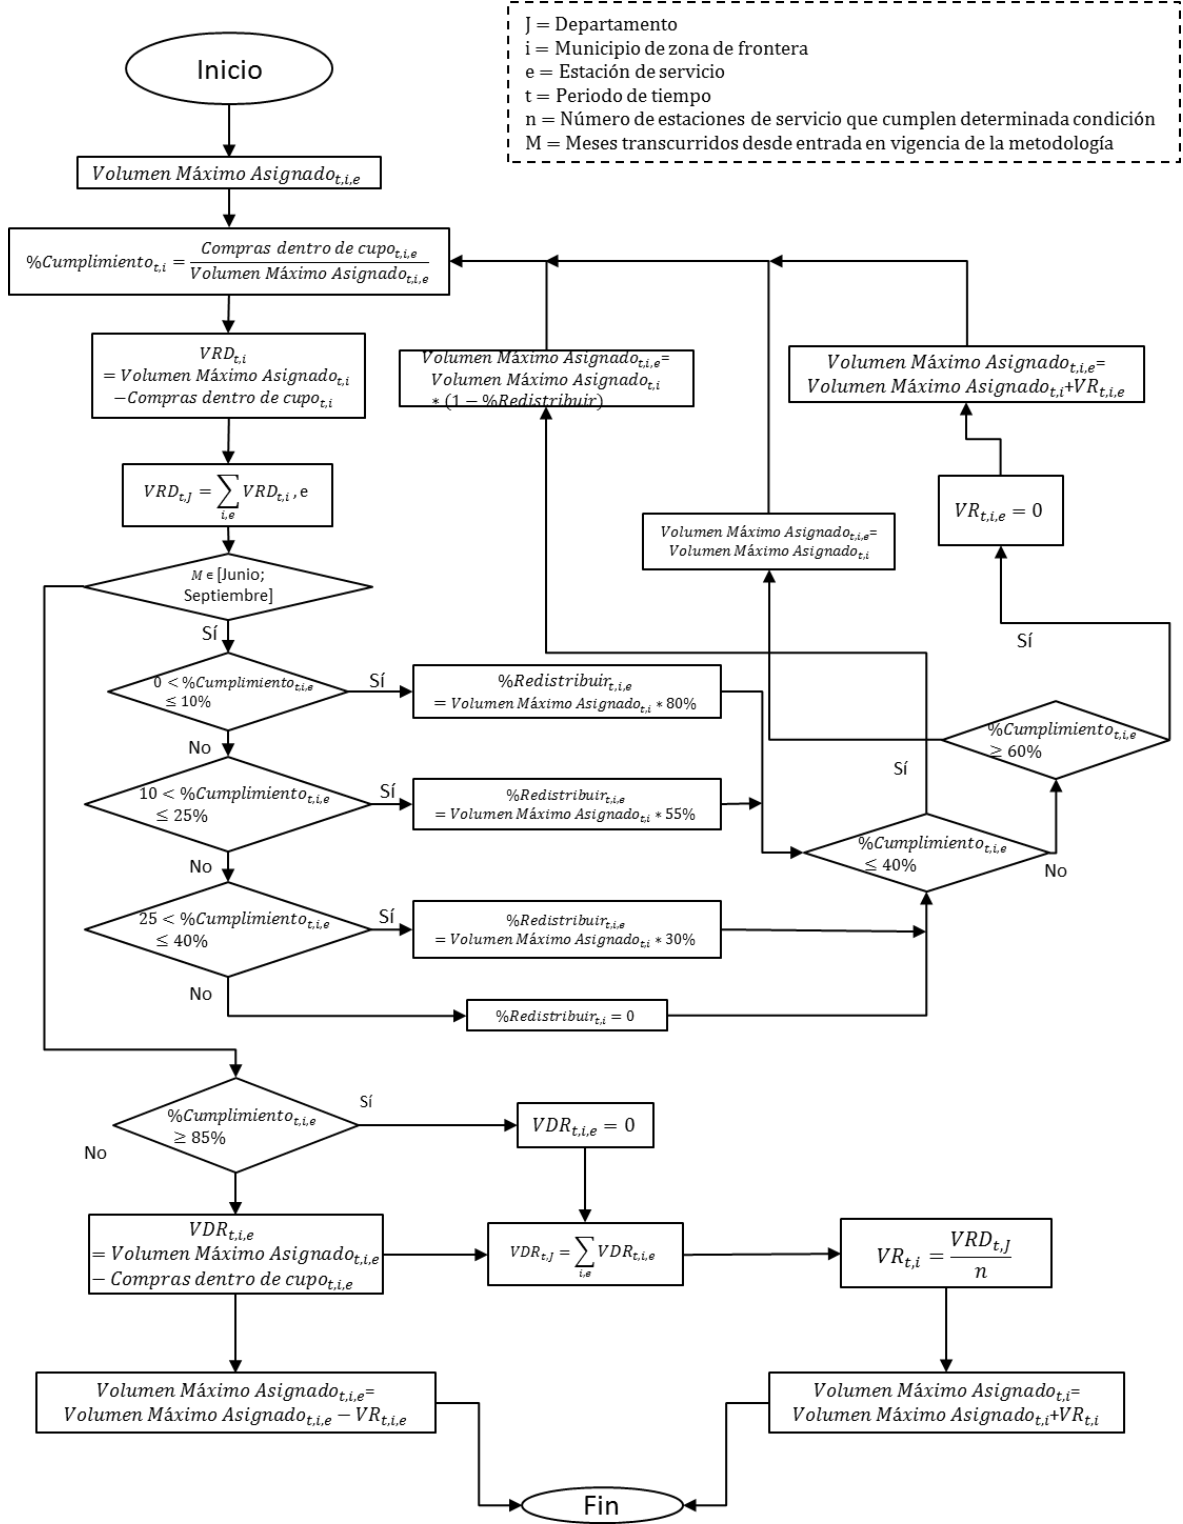 J = Departamento
i = Municipio de zona de frontera
e = Estación de servicio
t = Periodo de tiempo
n = Número de estaciones de servicio que cumplen determinada condición
M = Meses transcurridos desde entrada en vigencia de la metodología
Inicio
Volumen Máximo Asignado_{t,i,e}
%Cumplimiento_{t,i} = Compras dentro de cupo_{t,i,e} / Volumen Máximo Asignado_{t,i,e}
VRD_{t,i}
= Volumen Máximo Asignado_{t,i}
−Compras dentro de cupo_{t,i}
Volumen Máximo Asignado_{t,i,e}=
Volumen Máximo Asignado_{t,i}
* (1 − %Redistribuir)
Volumen Máximo Asignado_{t,i,e}=
Volumen Máximo Asignado_{t,i}+VR_{t,i,e}
VRD_{t,J} = ∑_{i,e} VRD_{t,i}, e
VR_{t,i,e} = 0
Volumen Máximo Asignado_{t,i,e}=
Volumen Máximo Asignado_{t,i}
M ∈ [Junio;
Septiembre]
Sí
Sí
0 < %Cumplimiento_{t,i,e}
≤ 10%
Sí
%Redistribuir_{t,i,e}
= Volumen Máximo Asignado_{t,i} * 80%
%Cumplimiento_{t,i,e}
≥ 60%
No
Sí
10 < %Cumplimiento_{t,i,e}
≤ 25%
Sí
%Redistribuir_{t,i,e}
= Volumen Máximo Asignado_{t,i} * 55%
%Cumplimiento_{t,i,e}
≤ 40%
No
No
25 < %Cumplimiento_{t,i,e}
≤ 40%
Sí
%Redistribuir_{t,i,e}
= Volumen Máximo Asignado_{t,i} * 30%
No
%Redistribuir_{t,i} = 0
%Cumplimiento_{t,i,e}
≥ 85%
Sí
No
VDR_{t,i,e} = 0
VDR_{t,i,e}
= Volumen Máximo Asignado_{t,i,e}
− Compras dentro de cupo_{t,i,e}
VDR_{t,J} = ∑_{i,e} VDR_{t,i,e}
VR_{t,i} = VRD_{t,J} / n
Volumen Máximo Asignado_{t,i,e}=
Volumen Máximo Asignado_{t,i,e} − VR_{t,i,e}
Volumen Máximo Asignado_{t,i}=
Volumen Máximo Asignado_{t,i}+VR_{t,i}
Fin